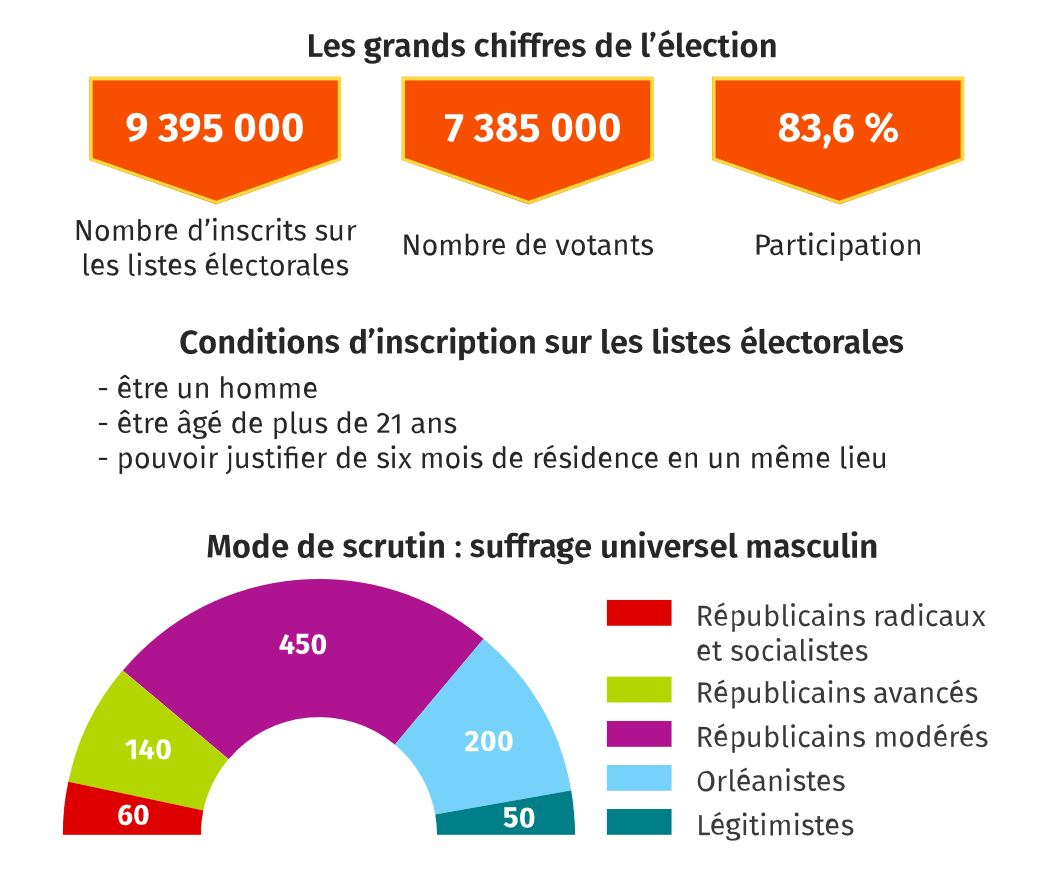 Les grands chiffres de l’élection
9 395 000
7 385 000
83,6 %
Nombre d’inscrits sur
les listes électorales
Nombre de votants
Participation
Conditions d’inscription sur les listes électorales
- être un homme
- être âgé de plus de 21 ans
- pouvoir justifier de six mois de résidence en un même lieu
Mode de scrutin : suffrage universel masculin
450
140
200
60
50
Républicains radicaux
et socialistes
Républicains avancés
Républicains modérés
Orléanistes
Légitimistes